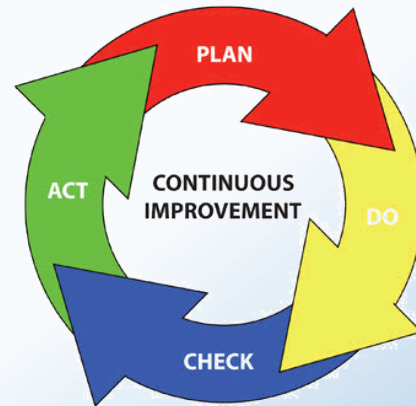 PLAN
DO
CHECK
ACT
CONTINUOUS
IMPROVEMENT